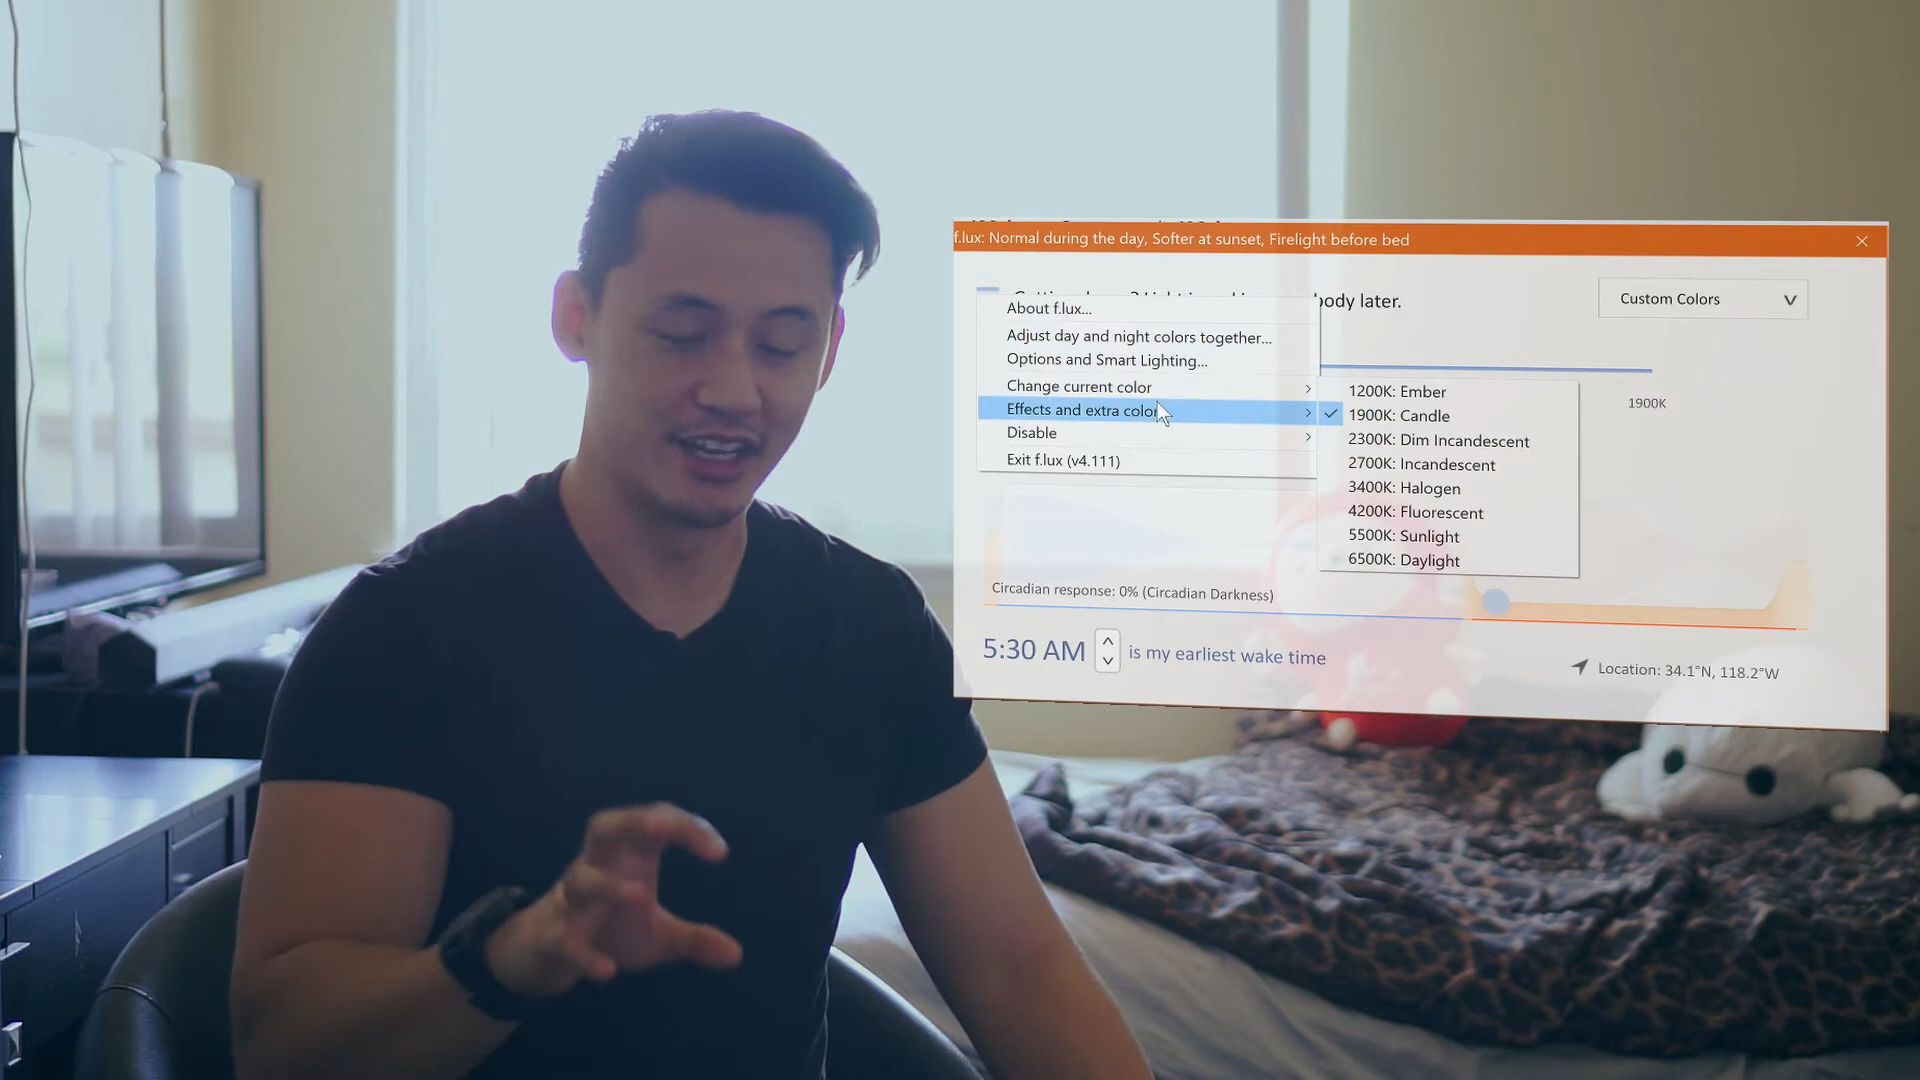 f.lux: Normal during the day, Softer at sunset, Firelight before bed
body later.
Custom Colors
About f.lux...
Adjust day and night colors together...
Options and Smart Lighting...
Change current color
Effects and extra color
Disable
Exit f.lux (v4.111)
1200K: Ember
1900K: Candle
2300K: Dim Incandescent
2700K: Incandescent
3400K: Halogen
4200K: Fluorescent
5500K: Sunlight
6500K: Daylight
1900K
Circadian response: 0% (Circadian Darkness)
5:30 AM is my earliest wake time
Location: 34.1°N, 118.2°W